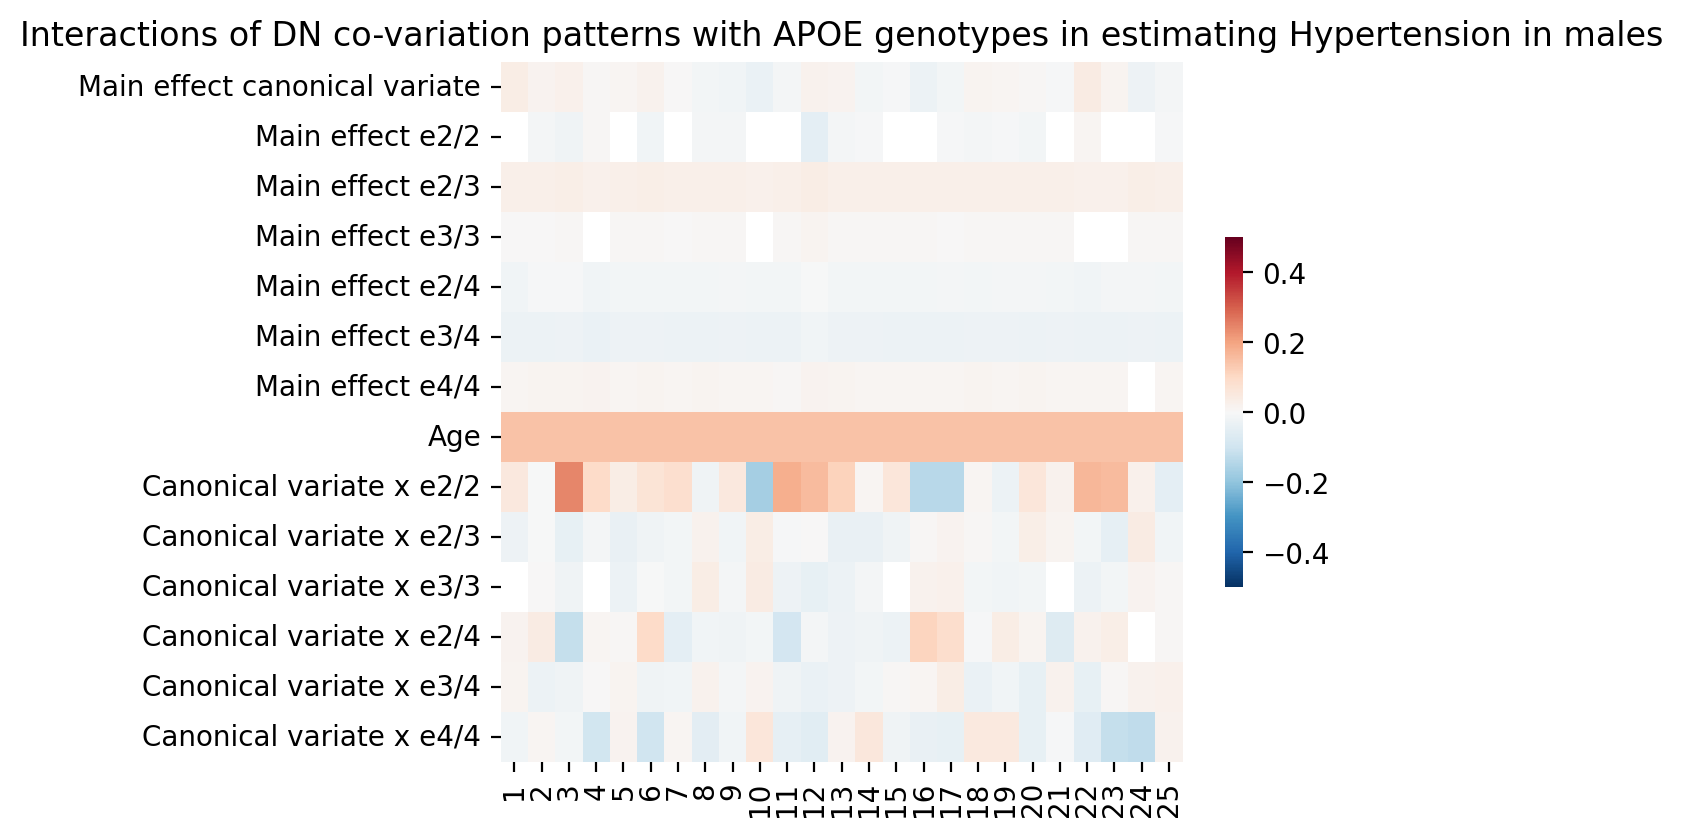 Interactions of DN co-variation patterns with APOE genotypes in estimating Hypertension in males
Main effect canonical variate
Main effect e2/2
Main effect e2/3
Main effect e3/3
Main effect e2/4
Main effect e3/4
Main effect e4/4
Age
Canonical variate x e2/2
Canonical variate x e2/3
Canonical variate x e3/3
Canonical variate x e2/4
Canonical variate x e3/4
Canonical variate x e4/4
1 2 3 4 5 6 7 8 9 10 11 12 13 14 15 16 17 18 19 20 21 22 23 24 25
0.4
0.2
0.0
−0.2
−0.4